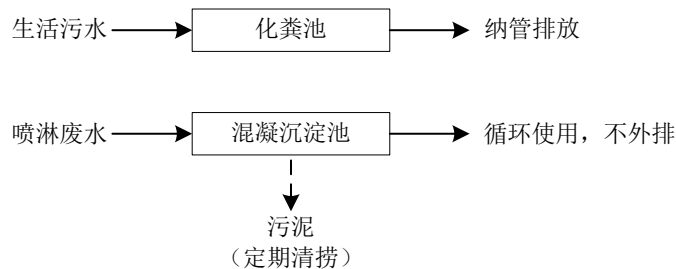 生活污水 化粪池 纳管排放
喷淋废水 混凝沉淀池 循环使用，不外排
污泥
（定期清捞）